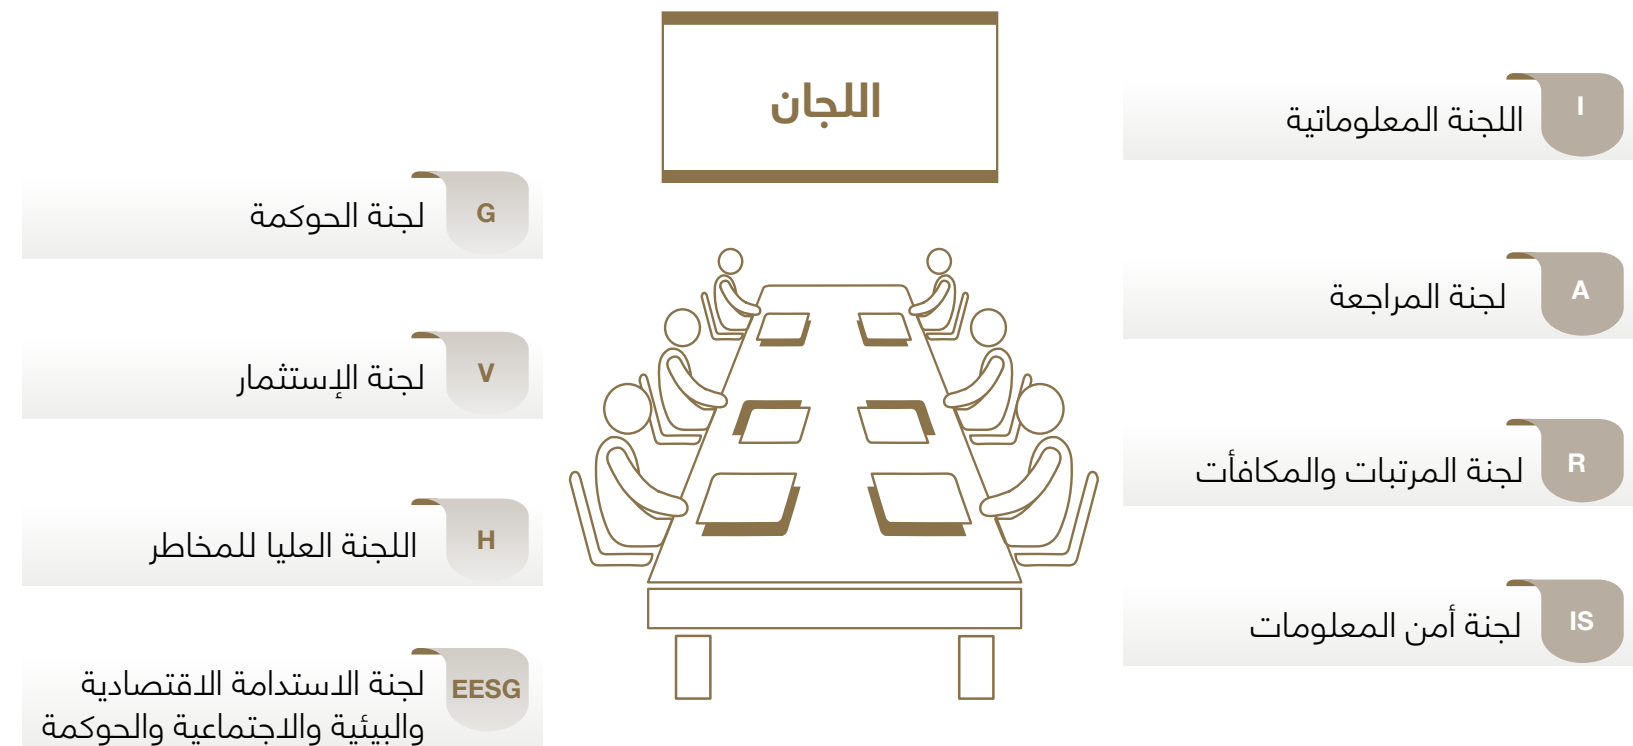 اللجان
I
اللجنة المعلوماتية
A
لجنة المراجعة
R
لجنة المرتبات والمكافأت
IS
لجنة أمن المعلومات
G
لجنة الحوكمة
V
لجنة الإستثمار
H
اللجنة العليا للمخاطر
EESG
لجنة الاستدامة الاقتصادية
والبيئية والاجتماعية والحوكمة